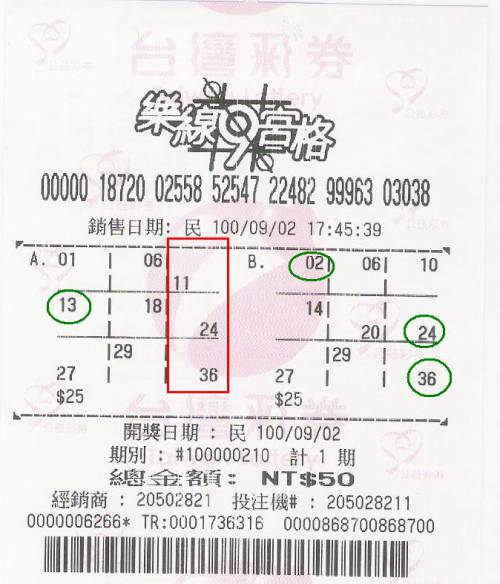 台灣彩券
Taiwan Lottery
樂線9宮格
00000 18720 02558 52547 22482 99963 03038
銷售日期: 民 100/09/02 17:45:39
A. 01 | 06 | B. 02 | 06| 10
11
13 | 18| 14|
24 20 | 24
|29 |29
27 | | 36 27 | | 36
$25 $25
開獎日期 : 民 100/09/02
期別 : #100000210 計 1 期
總金額: NT$50
經銷商 : 20502821 投注機# : 205028211
0000006266* TR:0001736316 0000868700868700